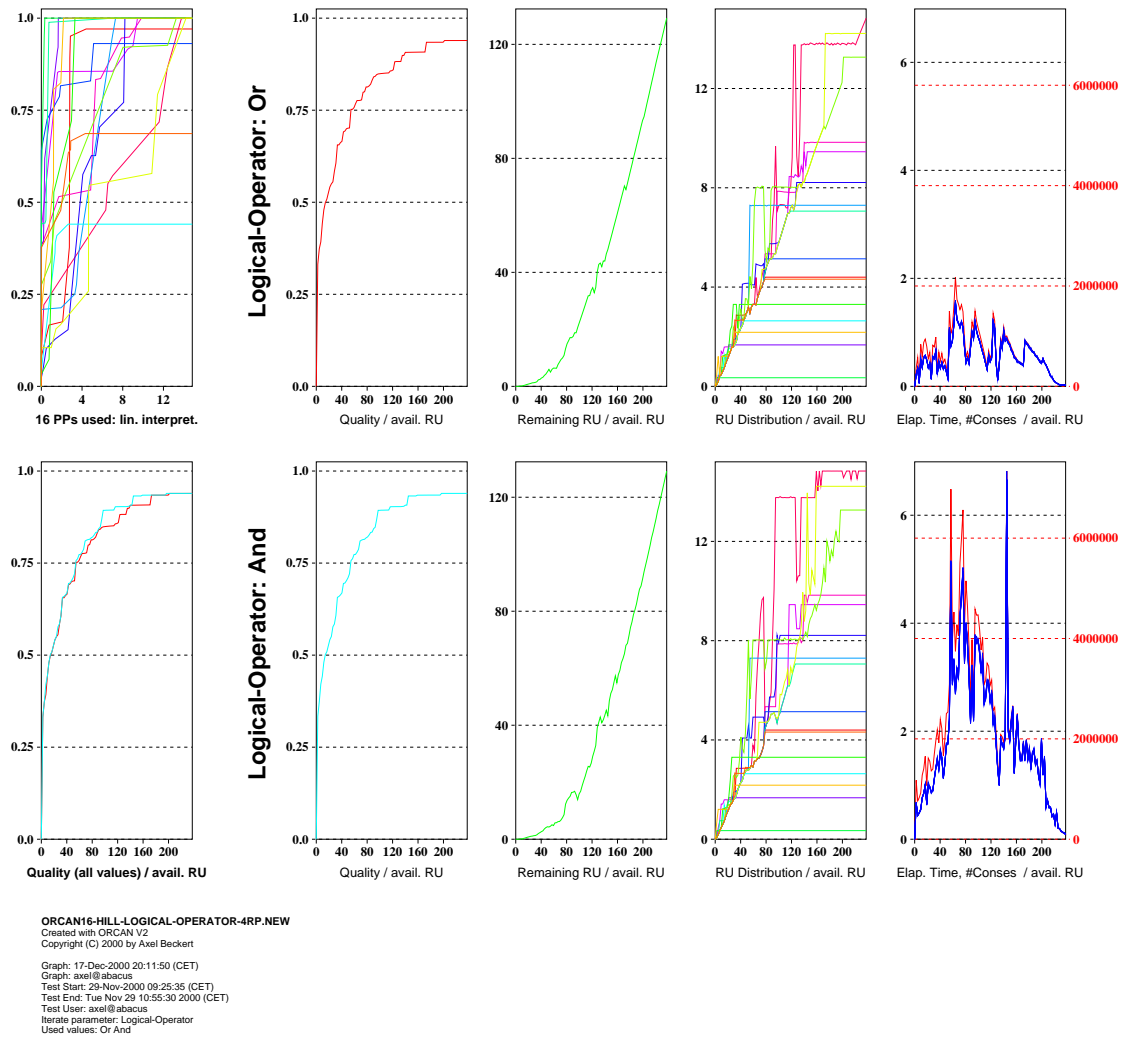 1.0
0.75
0.5
0.25
0.0
0 4 8 12
16 PPs used: lin. interpret.
Logical-Operator: Or
1.0
0.75
0.5
0.25
0.0
0 40 80 120 160 200
Quality / avail. RU
120
80
40
0
0 40 80 120 160 200
Remaining RU / avail. RU
12
8
4
0
0 40 80 120 160 200
RU Distribution / avail. RU
6
4
2
0
6000000
4000000
2000000
0
0 40 80 120 160 200
Elap. Time, #Conses / avail. RU
1.0
0.75
0.5
0.25
0.0
0 40 80 120 160 200
Quality (all values) / avail. RU
Logical-Operator: And
1.0
0.75
0.5
0.25
0.0
0 40 80 120 160 200
Quality / avail. RU
120
80
40
0
0 40 80 120 160 200
Remaining RU / avail. RU
12
8
4
0
0 40 80 120 160 200
RU Distribution / avail. RU
6
4
2
0
6000000
4000000
2000000
0
0 40 80 120 160 200
Elap. Time, #Conses / avail. RU
ORCAN16-HILL-LOGICAL-OPERATOR-4RP.NEW
Created with ORCAN V2
Copyright (C) 2000 by Axel Beckert
Graph: 17-Dec-2000 20:11:50 (CET)
Graph: axel@abacus
Test Start: 29-Nov-2000 09:25:35 (CET)
Test End: Tue Nov 29 10:55:30 2000 (CET)
Test User: axel@abacus
Iterate parameter: Logical-Operator
Used values: Or And